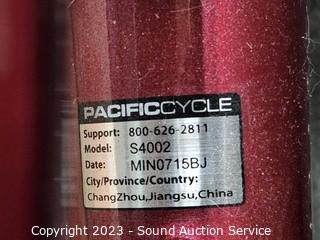 PACIFICCYCLE
Support: 800-626-2811
Model: S4002
Date: MIN0715BJ
City/Province/Country:
ChangZhou,Jiangsu,China
Copyright 2023 - Sound Auction Service